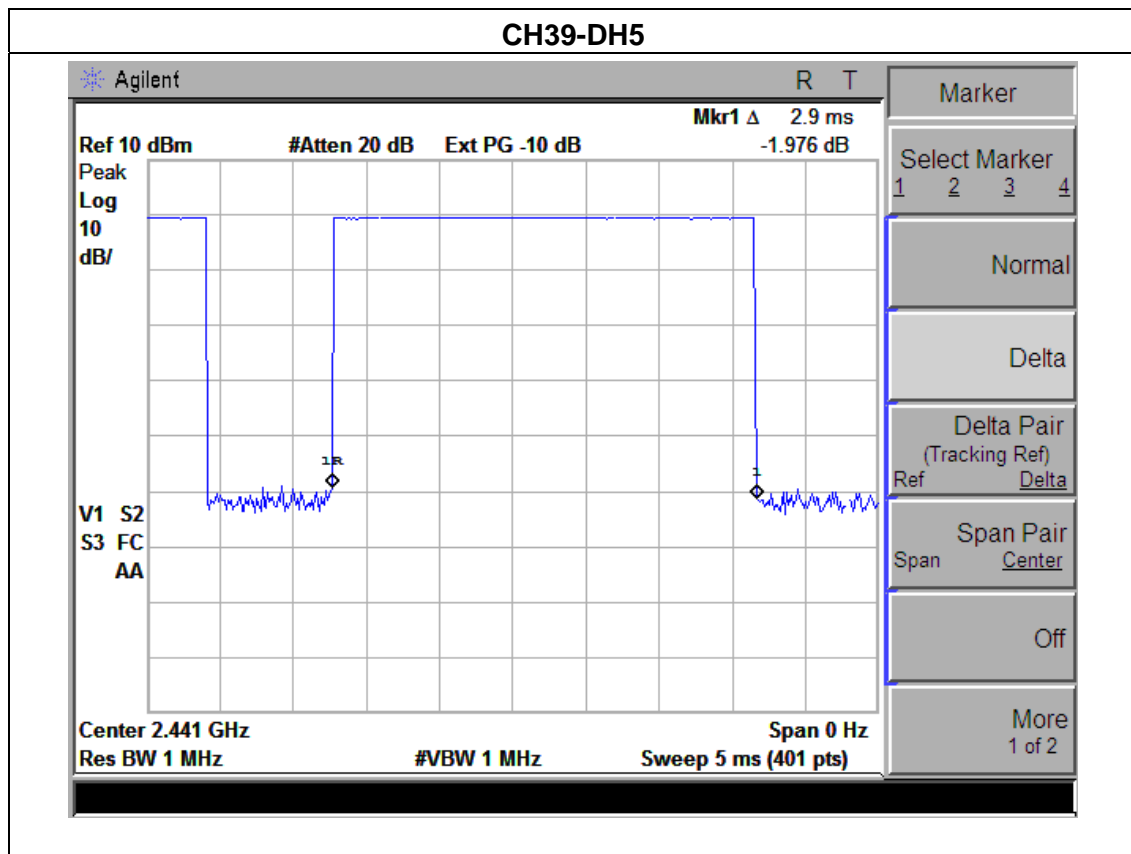 CH39-DH5
Agilent R T
Mkr1 Δ 2.9 ms
Ref 10 dBm #Atten 20 dB Ext PG -10 dB -1.976 dB
Peak
Log
10
dB/
1R
1
V1 S2
S3 FC
AA
Center 2.441 GHz Span 0 Hz
Res BW 1 MHz #VBW 1 MHz Sweep 5 ms (401 pts)
Marker
Select Marker
1 2 3 4
Normal
Delta
Delta Pair
(Tracking Ref)
Ref Delta
Span Pair
Span Center
Off
More
1 of 2